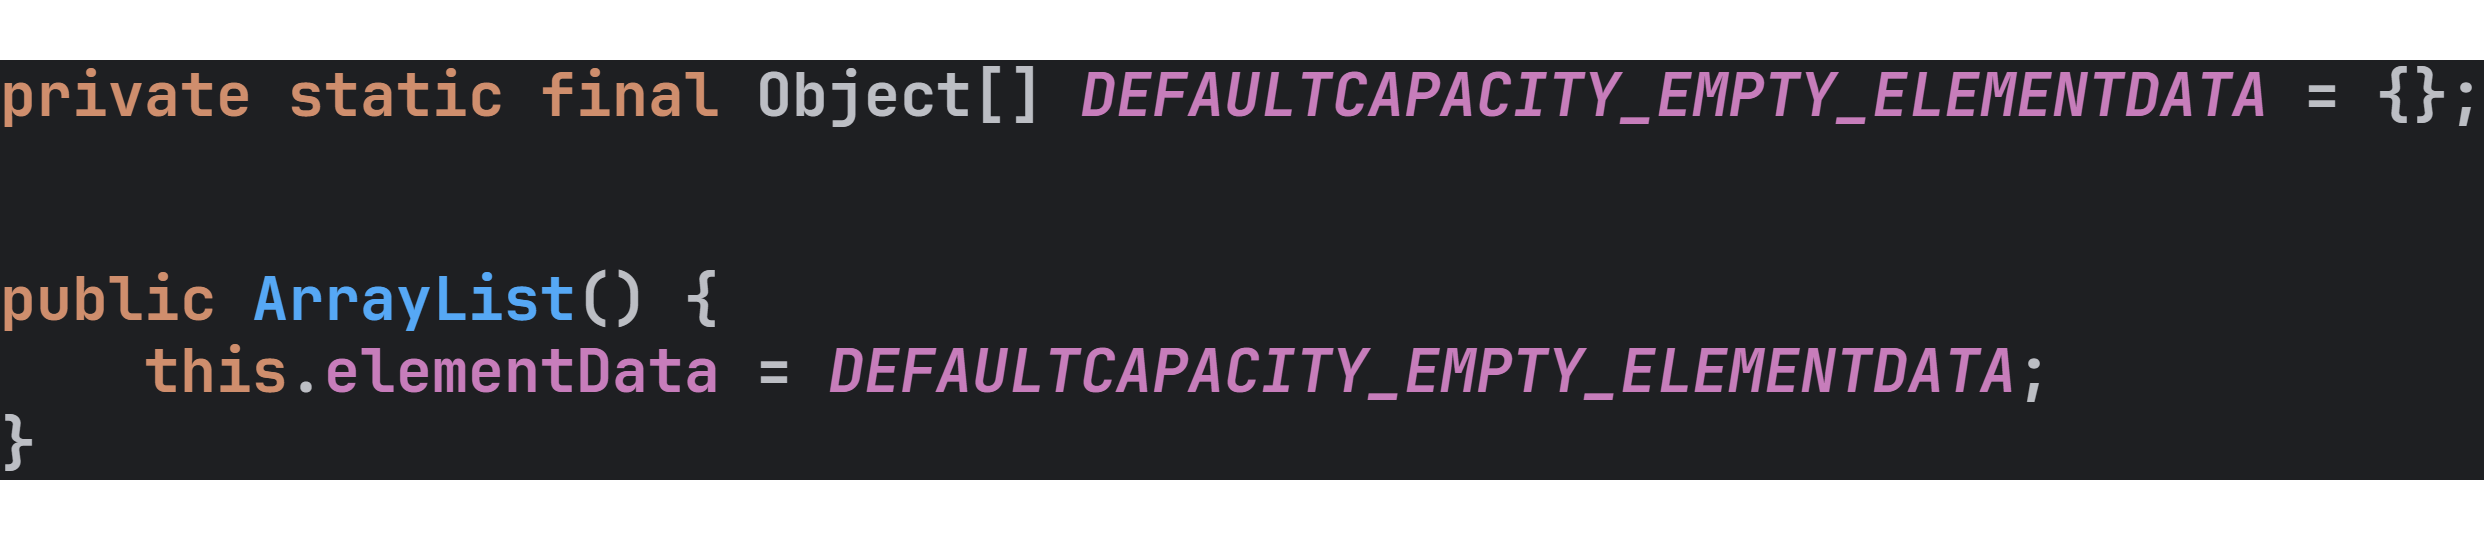 private static final Object[] DEFAULTCAPACITY_EMPTY_ELEMENTDATA = {};
public ArrayList() {
    this.elementData = DEFAULTCAPACITY_EMPTY_ELEMENTDATA;
}